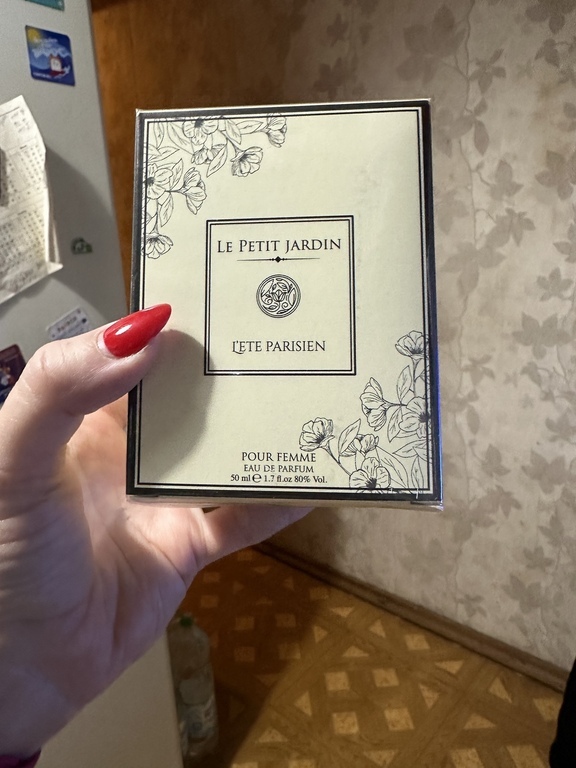 LE PETIT JARDIN
L'ETE PARISIEN
POUR FEMME
EAU DE PARFUM
50 ml ℮ 1.7 fl.oz 80% Vol.